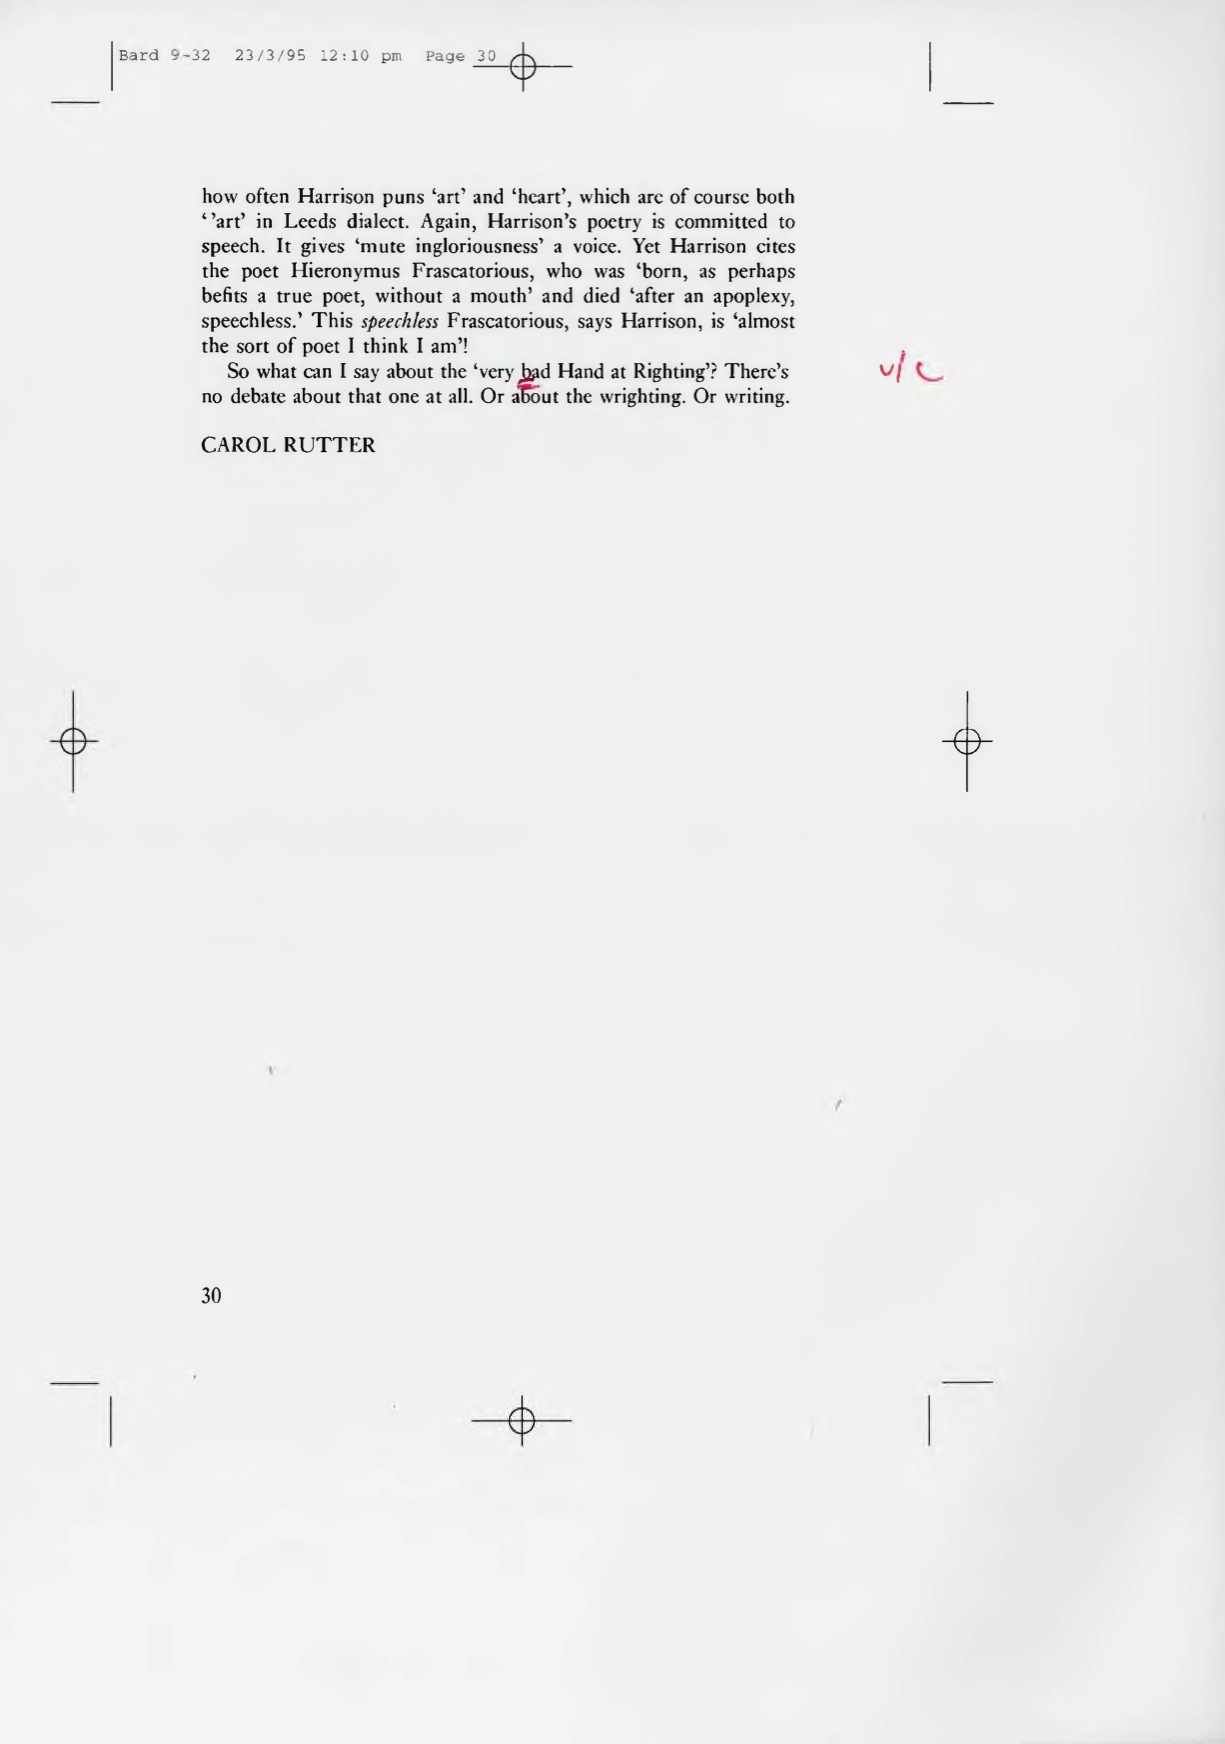 Bard 9-32 23/3/95 12:10 pm Page 30
how often Harrison puns ‘art’ and ‘heart’, which are of course both
‘ ’art’ in Leeds dialect. Again, Harrison’s poetry is committed to
speech. It gives ‘mute ingloriousness’ a voice. Yet Harrison cites
the poet Hieronymus Frascatorious, who was ‘born, as perhaps
befits a true poet, without a mouth’ and died ‘after an apoplexy,
speechless.’ This speechless Frascatorious, says Harrison, is ‘almost
the sort of poet I think I am’!
So what can I say about the ‘very bad Hand at Righting’? There’s
u/c
no debate about that one at all. Or about the wrighting. Or writing.
CAROL RUTTER
30